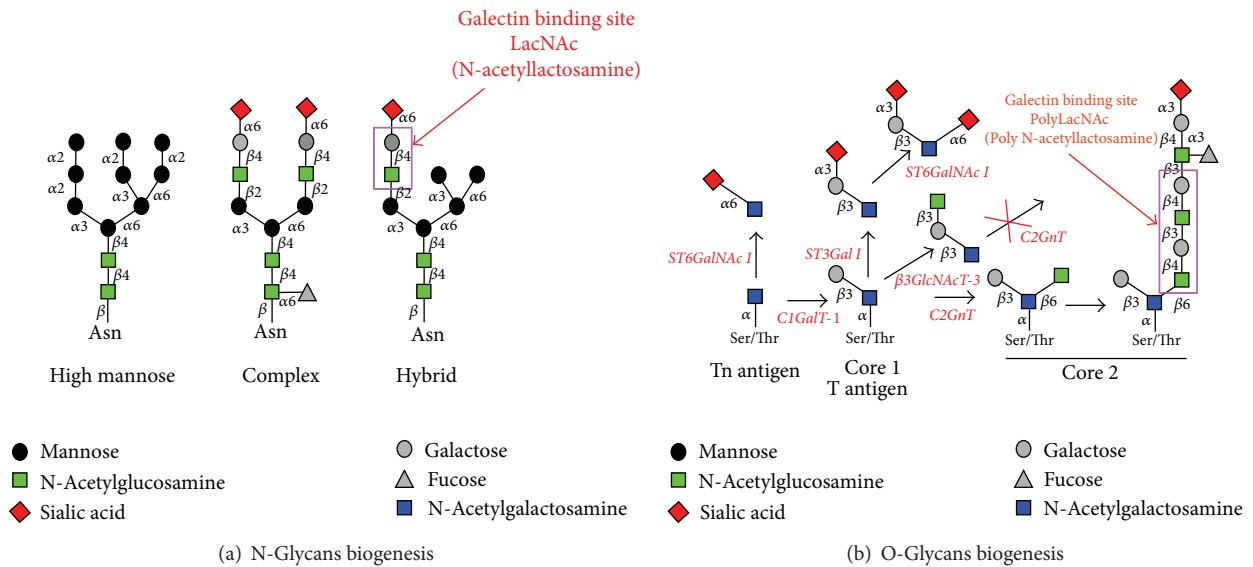 Galectin binding site
LacNAc
(N-acetyllactosamine)
α6
α6
α6
β4
β4
β4
β2
β2
β2
α2
α2
α2
α2
α3
α6
α3
α6
α3
α6
α3
α6
α3
α6
β4
β4
β4
β4
β4
β4
α6
β
Asn
Asn
Asn
High mannose
Complex
Hybrid
Mannose
N-Acetylglucosamine
Sialic acid
Galactose
Fucose
N-Acetylgalactosamine
(a) N-Glycans biogenesis
Galectin binding site
PolyLacNAc
(Poly N-acetyllactosamine)
α3
β3
α6
ST6GalNAc I
α3
β3
α6
ST6GalNAc I
ST3Gal I
β3
β3
C2GnT
β3GlcNAcT-3
C2GnT
C1GalT-1
α
Ser/Thr
β3
α
Ser/Thr
β3
β6
α
Ser/Thr
α3
β4
α3
β3
β4
β3
β4
β3
β6
α
Ser/Thr
Tn antigen
Core 1
T antigen
Core 2
Mannose
N-Acetylglucosamine
Sialic acid
Galactose
Fucose
N-Acetylgalactosamine
(b) O-Glycans biogenesis